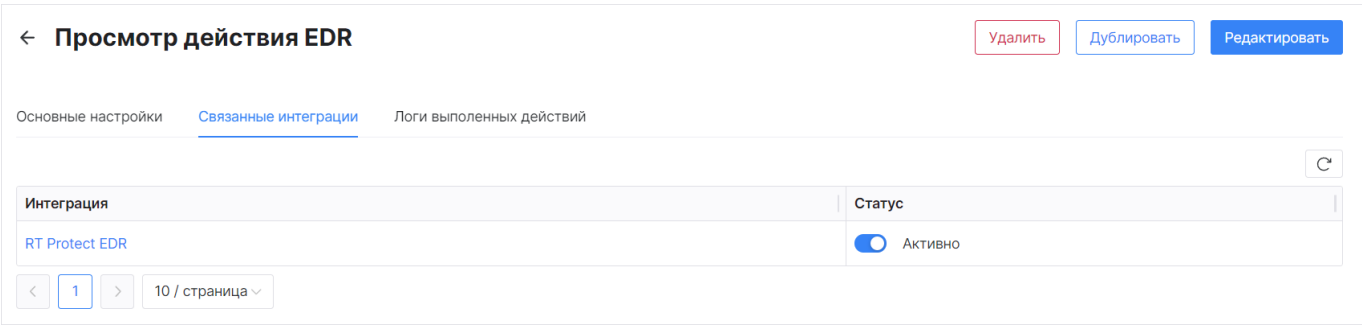 Просмотр действия EDR
Удалить
Дублировать
Редактировать
Основные настройки
Связанные интеграции
Логи выполенных действий
Интеграция
Статус
RT Protect EDR
Активно
1
10 / страница